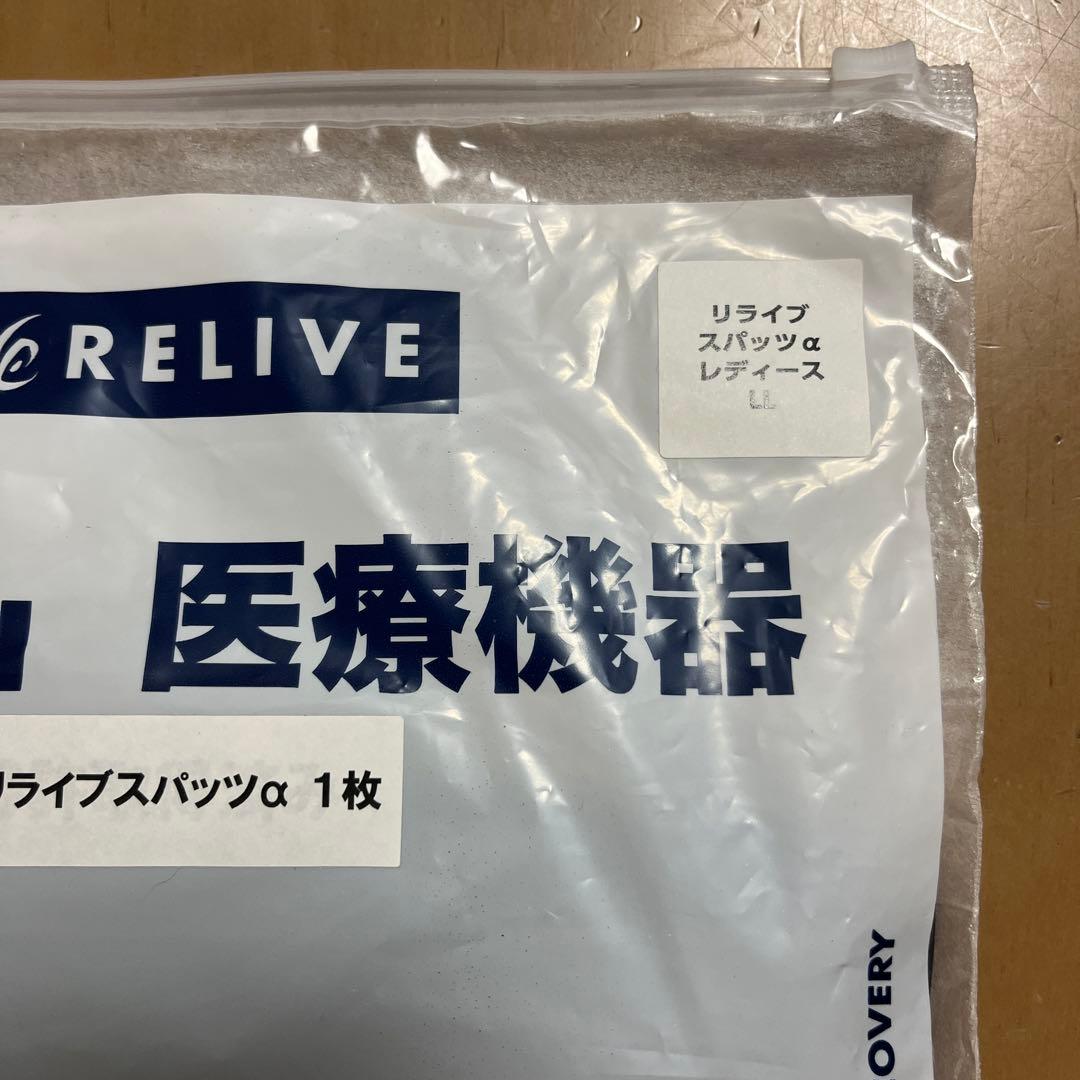 RELIVE
リライブ
スパッツα
レディース
LL
医療機器
リライブスパッツα 1枚
OVERY